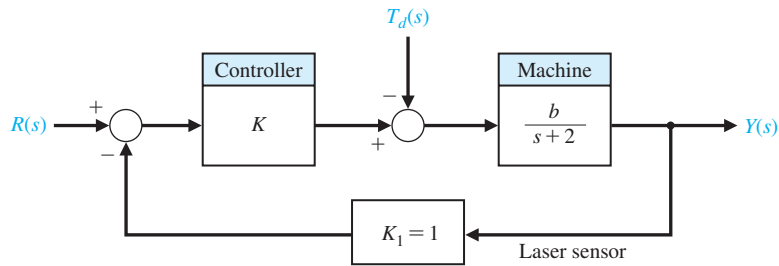 T_d(s)
Controller
Machine
−
+
R(s)
K
b
s + 2
Y(s)
−
+
K_1 = 1
Laser sensor